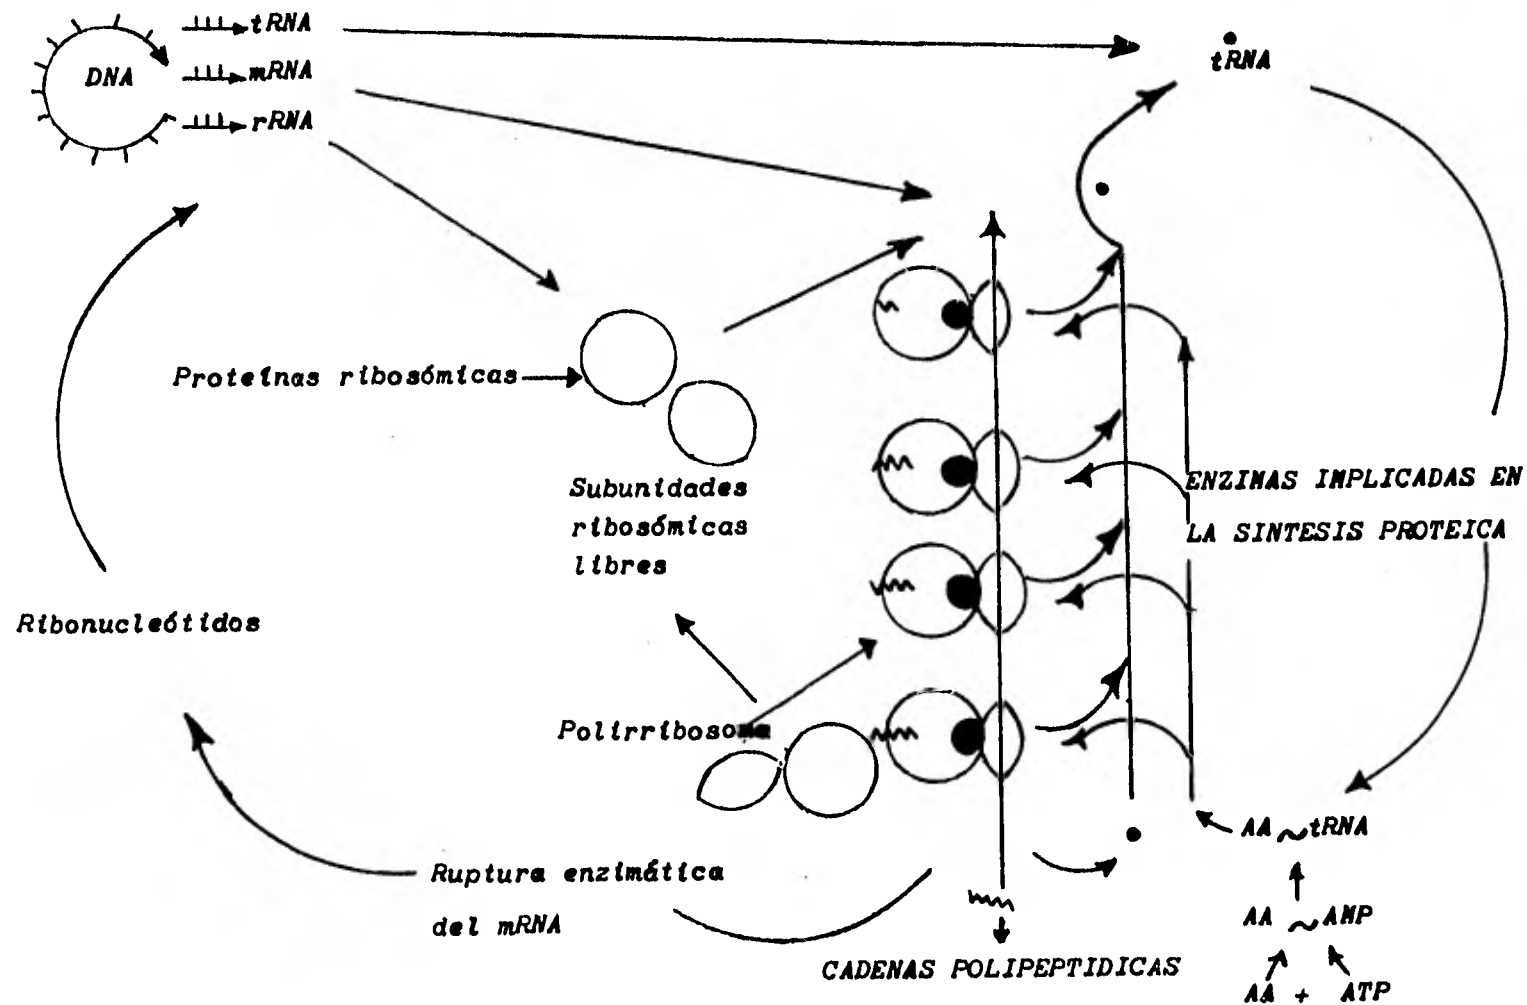 tRNA
DNA
mRNA
rRNA
tRNA
Proteínas ribosómicas
Subunidades
ribosómicas
libres
ENZIMAS IMPLICADAS EN
LA SINTESIS PROTEICA
Ribonucleótidos
Polirribosoma
AA ~ tRNA
Ruptura enzimática
del mRNA
AA ~ AMP
CADENAS POLIPEPTIDICAS
AA + ATP